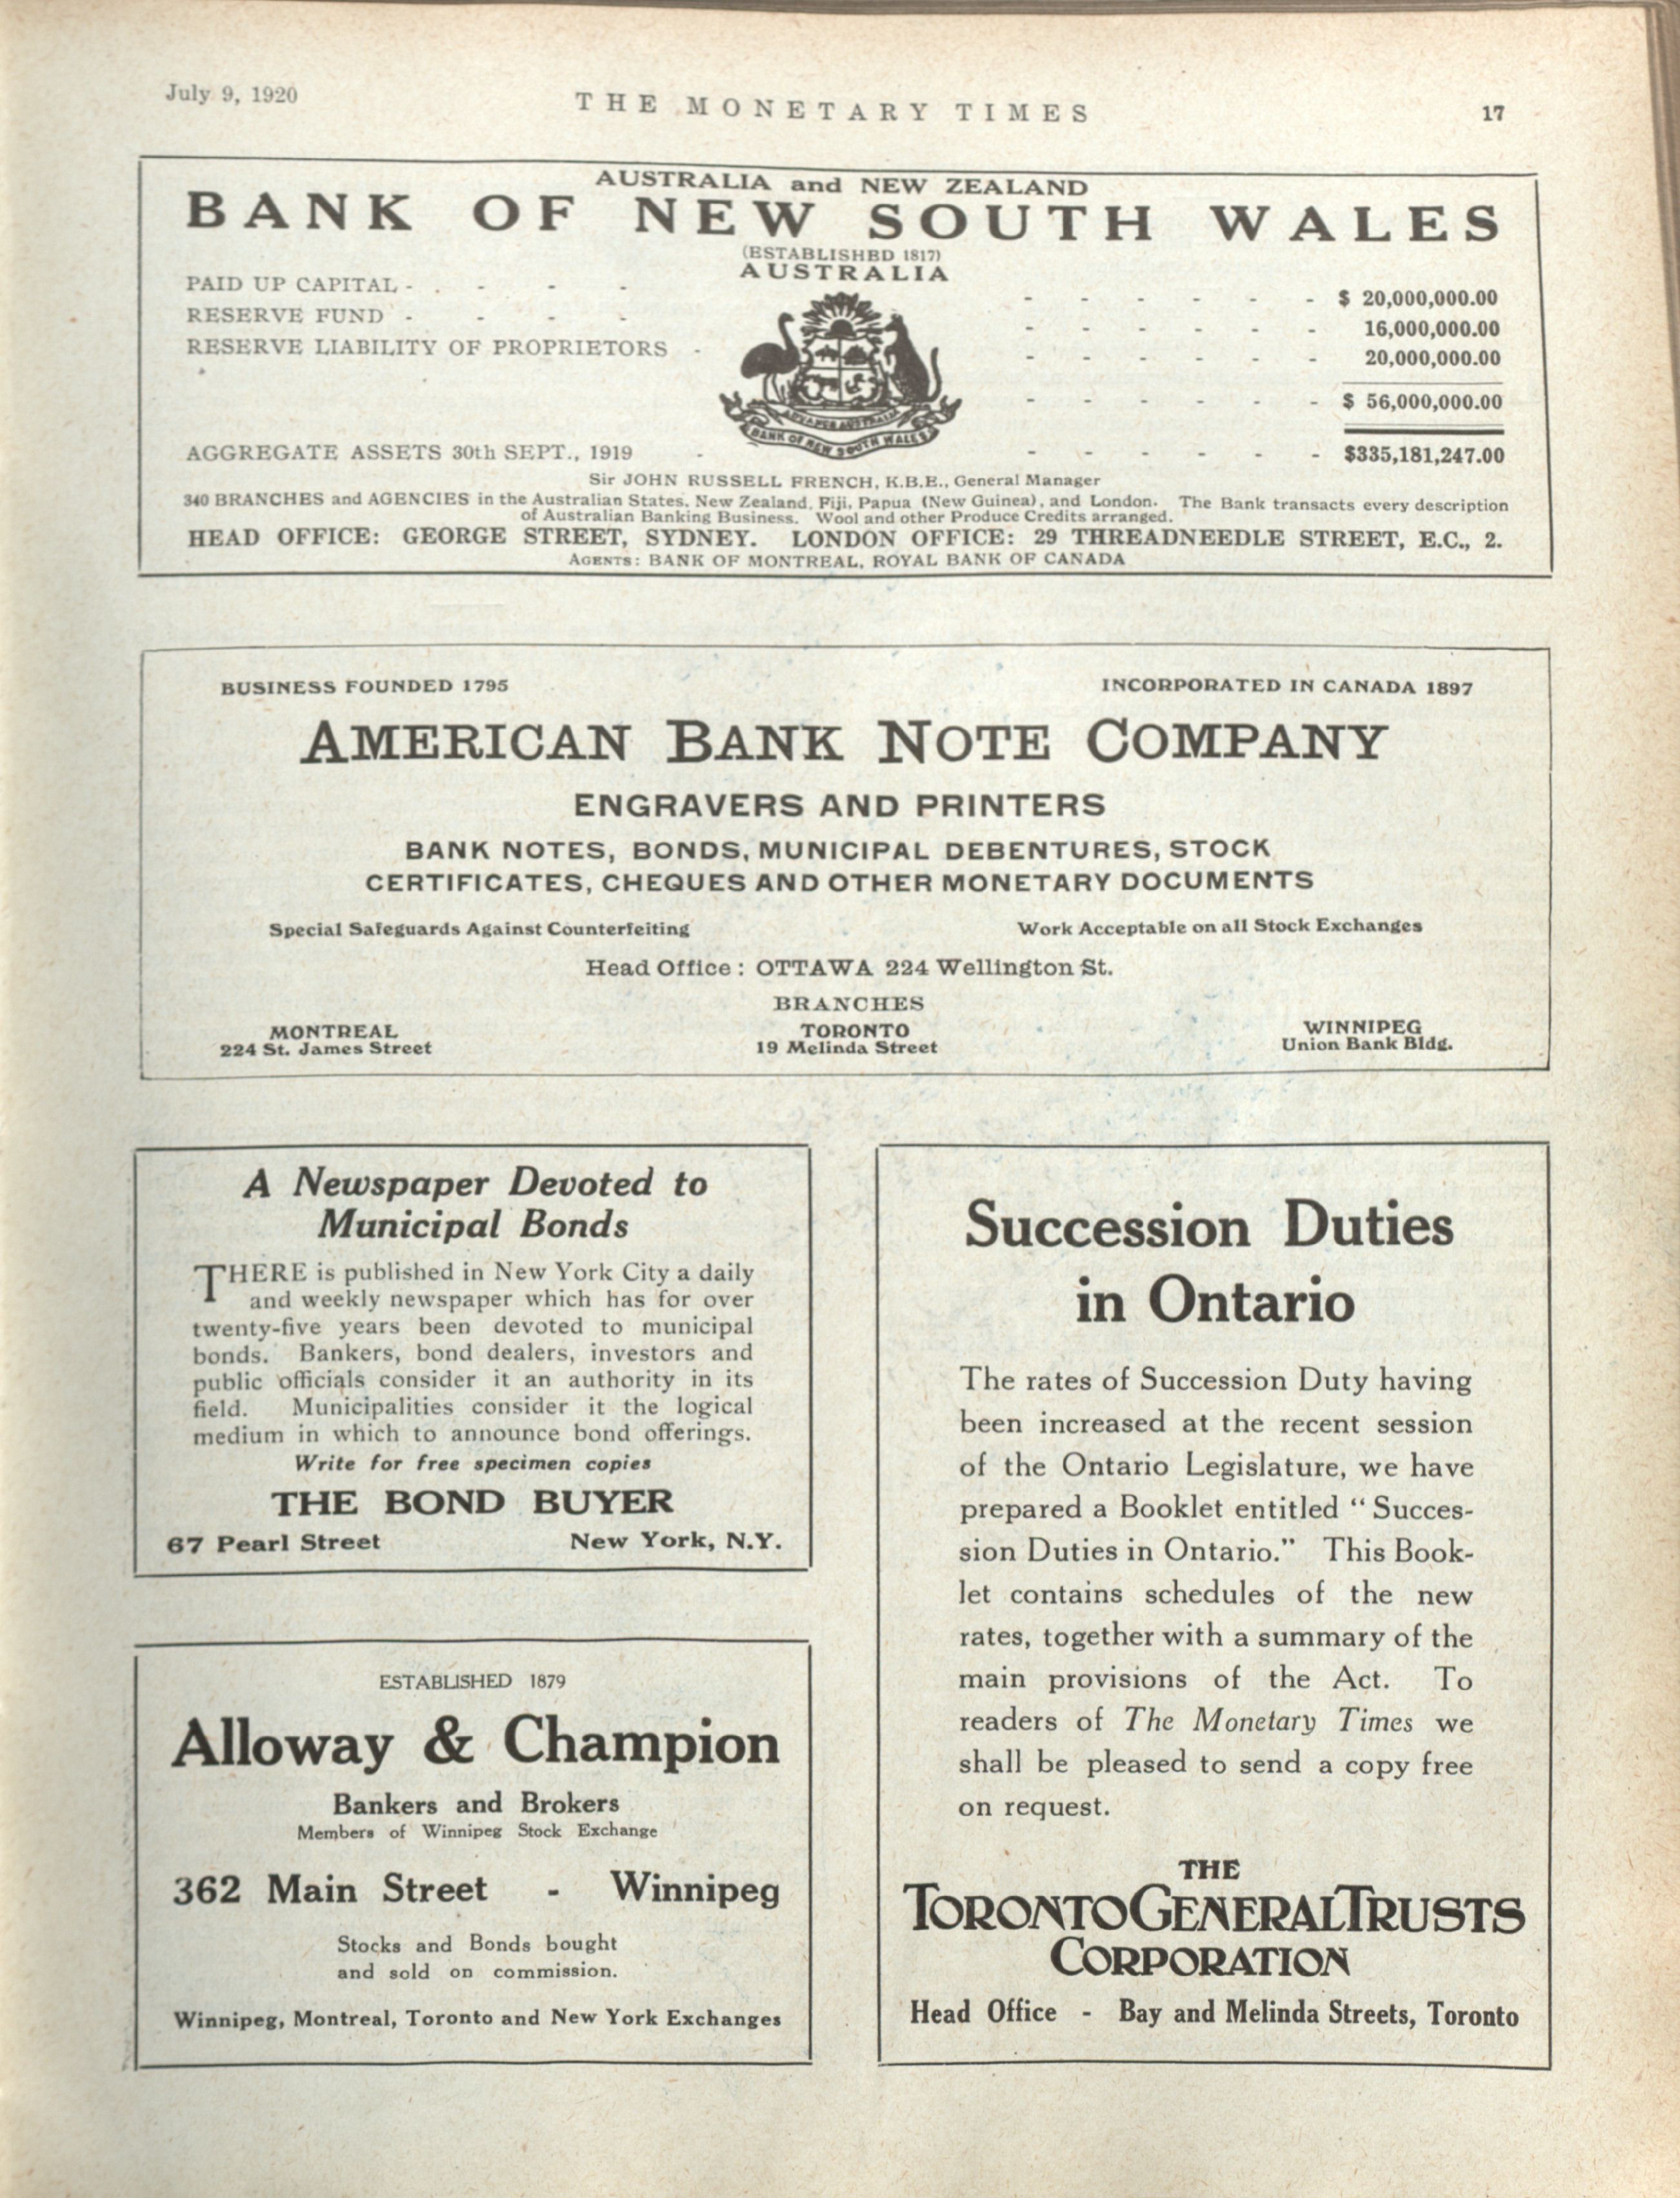 July 9, 1920
THE MONETARY TIMES
17
AUSTRALIA and NEW ZEALAND
BANK OF NEW SOUTH WALES
(ESTABLISHED 1817)
AUSTRALIA
PAID UP CAPITAL - - - - - - - - - - $ 20,000,000.00
RESERVE FUND - - - - - - - - - - 16,000,000.00
RESERVE LIABILITY OF PROPRIETORS - - - - - - - 20,000,000.00
- - - - - - $ 56,000,000.00
ADVANCE AUSTRALIA
BANK OF NEW SOUTH WALES
AGGREGATE ASSETS 30th SEPT., 1919 - - - - - - - $335,181,247.00
Sir JOHN RUSSELL FRENCH, K.B.E., General Manager
340 BRANCHES and AGENCIES in the Australian States, New Zealand, Fiji, Papua (New Guinea), and London. The Bank transacts every description
of Australian Banking Business. Wool and other Produce Credits arranged.
HEAD OFFICE: GEORGE STREET, SYDNEY. LONDON OFFICE: 29 THREADNEEDLE STREET, E.C., 2.
AGENTS: BANK OF MONTREAL, ROYAL BANK OF CANADA
BUSINESS FOUNDED 1795
INCORPORATED IN CANADA 1897
AMERICAN BANK NOTE COMPANY
ENGRAVERS AND PRINTERS
BANK NOTES, BONDS, MUNICIPAL DEBENTURES, STOCK
CERTIFICATES, CHEQUES AND OTHER MONETARY DOCUMENTS
Special Safeguards Against Counterfeiting
Work Acceptable on all Stock Exchanges
Head Office : OTTAWA 224 Wellington St.
BRANCHES
MONTREAL
224 St. James Street
TORONTO
19 Melinda Street
WINNIPEG
Union Bank Bldg.
A Newspaper Devoted to
Municipal Bonds
THERE is published in New York City a daily
and weekly newspaper which has for over
twenty-five years been devoted to municipal
bonds. Bankers, bond dealers, investors and
public officials consider it an authority in its
field. Municipalities consider it the logical
medium in which to announce bond offerings.
Write for free specimen copies
THE BOND BUYER
67 Pearl Street New York, N.Y.
ESTABLISHED 1879
Alloway & Champion
Bankers and Brokers
Members of Winnipeg Stock Exchange
362 Main Street - Winnipeg
Stocks and Bonds bought
and sold on commission.
Winnipeg, Montreal, Toronto and New York Exchanges
Succession Duties
in Ontario
The rates of Succession Duty having
been increased at the recent session
of the Ontario Legislature, we have
prepared a Booklet entitled “ Succes-
sion Duties in Ontario.” This Book-
let contains schedules of the new
rates, together with a summary of the
main provisions of the Act. To
readers of The Monetary Times we
shall be pleased to send a copy free
on request.
THE
TORONTO GENERAL TRUSTS
CORPORATION
Head Office - Bay and Melinda Streets, Toronto